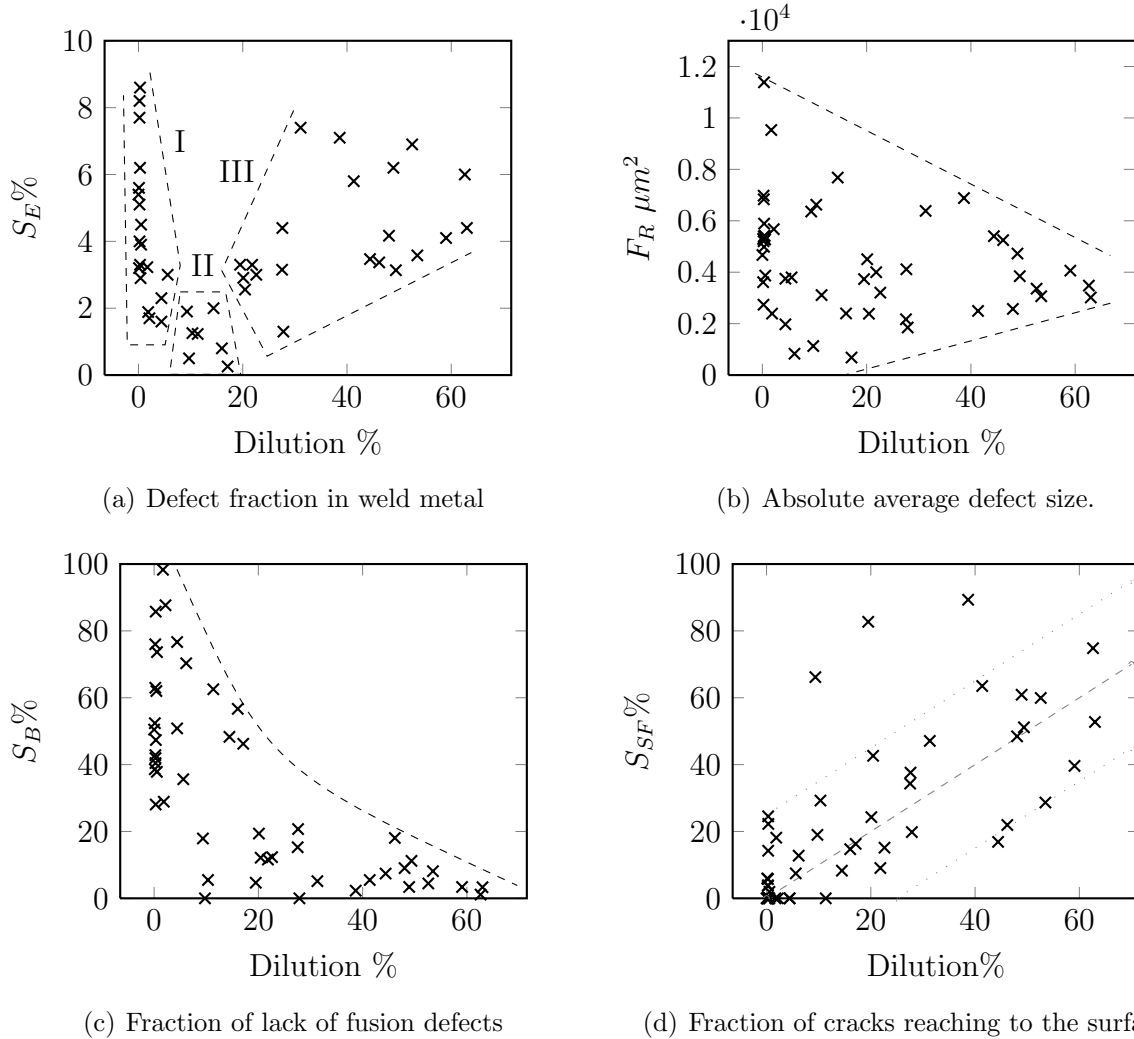 10
8
6
4
2
0
0
20
40
60
S_E%
Dilution %
I
II
III
(a) Defect fraction in weld metal
·10^4
1.2
1
0.8
0.6
0.4
0.2
0
0
20
40
60
F_R μm^2
Dilution %
(b) Absolute average defect size.
100
80
60
40
20
0
0
20
40
60
S_B%
Dilution %
(c) Fraction of lack of fusion defects
100
80
60
40
20
0
0
20
40
60
S_SF%
Dilution%
(d) Fraction of cracks reaching to the surfa